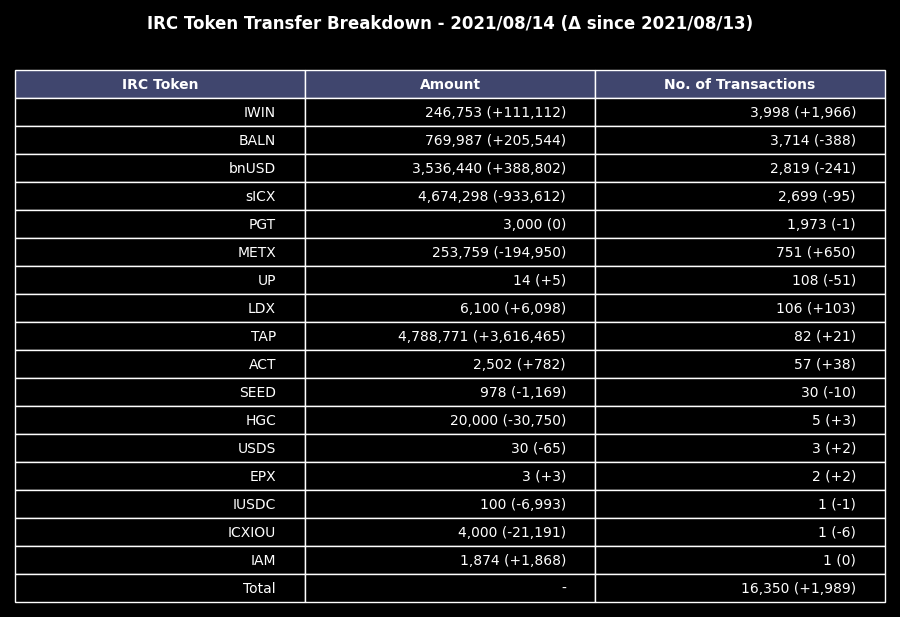 IRC Token Transfer Breakdown - 2021/08/14 (Δ since 2021/08/13)
IRC Token Amount No. of Transactions
IWIN 246,753 (+111,112) 3,998 (+1,966)
BALN 769,987 (+205,544) 3,714 (-388)
bnUSD 3,536,440 (+388,802) 2,819 (-241)
sICX 4,674,298 (-933,612) 2,699 (-95)
PGT 3,000 (0) 1,973 (-1)
METX 253,759 (-194,950) 751 (+650)
UP 14 (+5) 108 (-51)
LDX 6,100 (+6,098) 106 (+103)
TAP 4,788,771 (+3,616,465) 82 (+21)
ACT 2,502 (+782) 57 (+38)
SEED 978 (-1,169) 30 (-10)
HGC 20,000 (-30,750) 5 (+3)
USDS 30 (-65) 3 (+2)
EPX 3 (+3) 2 (+2)
IUSDC 100 (-6,993) 1 (-1)
ICXIOU 4,000 (-21,191) 1 (-6)
IAM 1,874 (+1,868) 1 (0)
Total - 16,350 (+1,989)